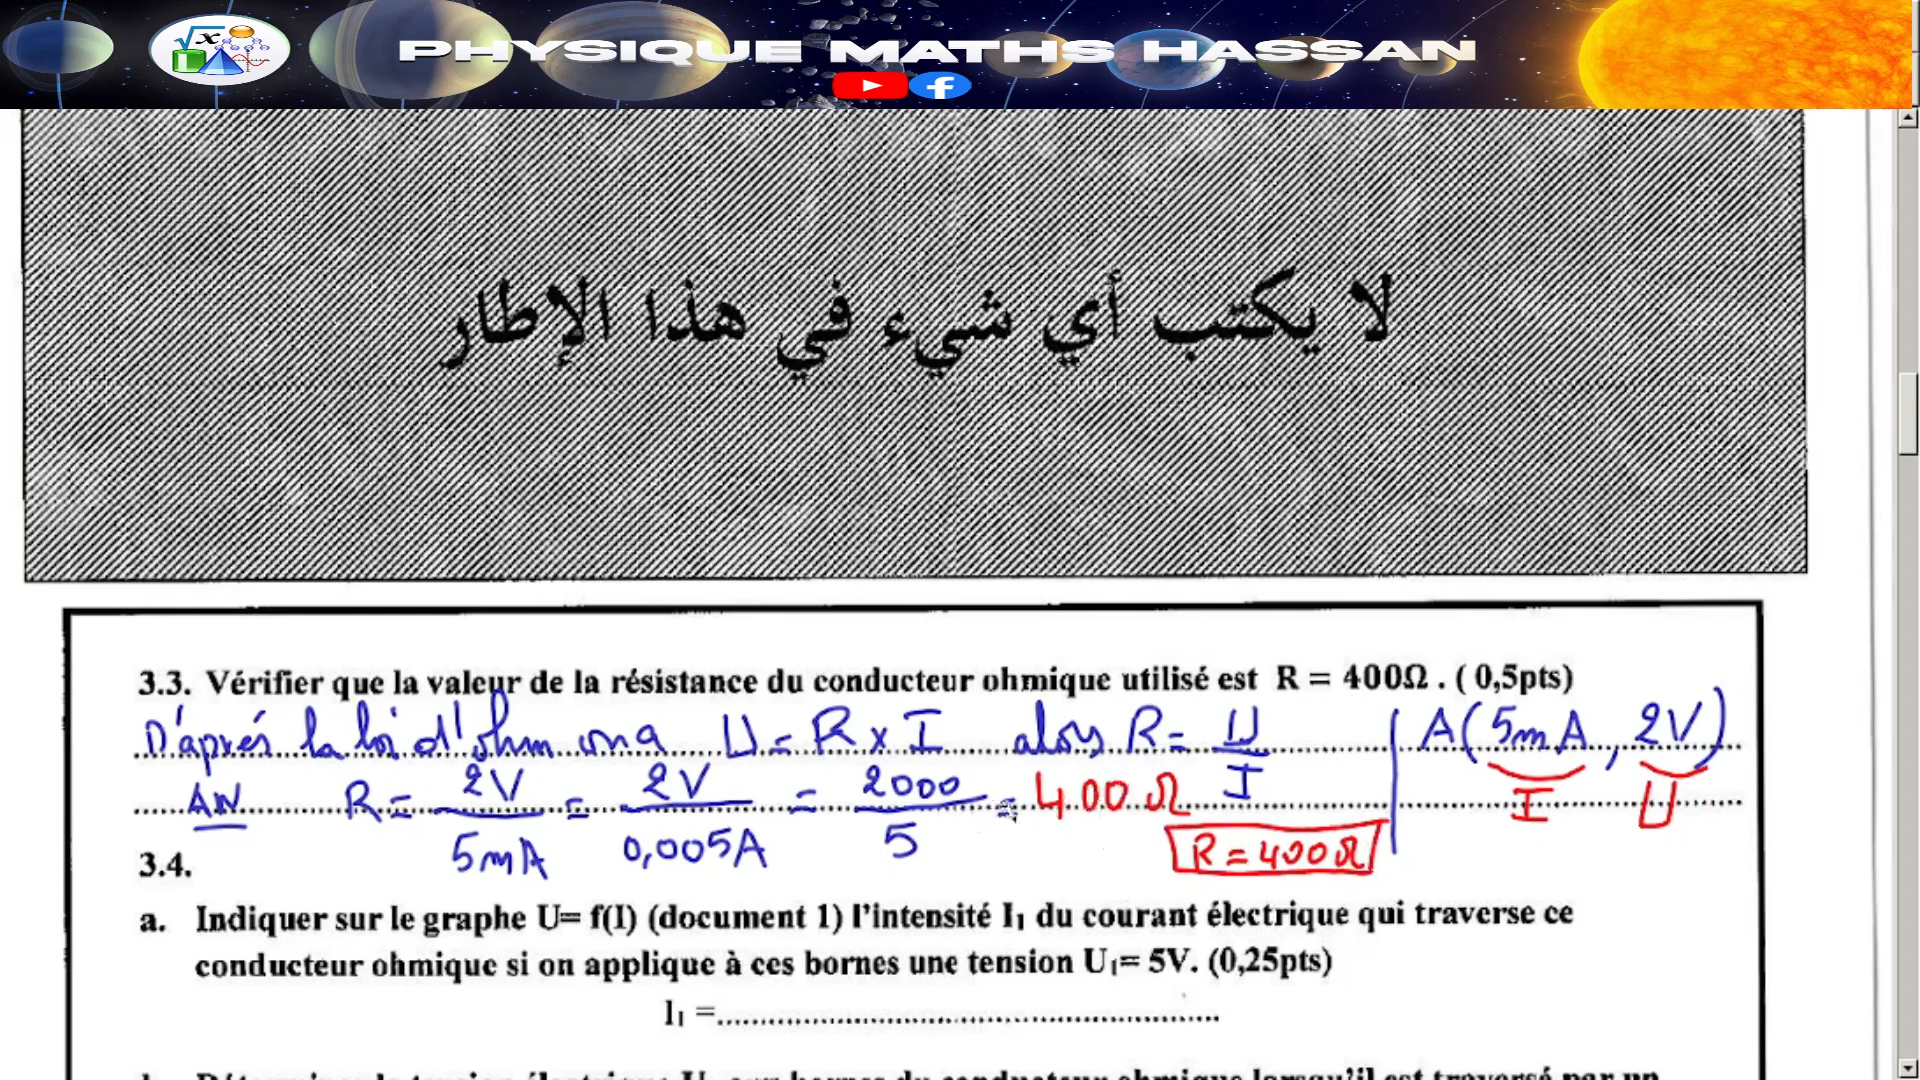 PHYSIQUE MATHS HASSAN
لا يكتب أي شيء في هذا الإطار
3.3. Vérifier que la valeur de la résistance du conducteur ohmique utilisé est R = 400Ω . ( 0,5pts)
D'après la loi d'ohm on a U = R x I alors R = U/I | A(5mA, 2V)
I U
AN R = 2V/5mA = 2V/0,005A = 2000/5 = 400 Ω
R = 400Ω
3.4.
a. Indiquer sur le graphe U= f(I) (document 1) l'intensité I₁ du courant électrique qui traverse ce
conducteur ohmique si on applique à ces bornes une tension U₁= 5V. (0,25pts)
I₁ =..............................................................